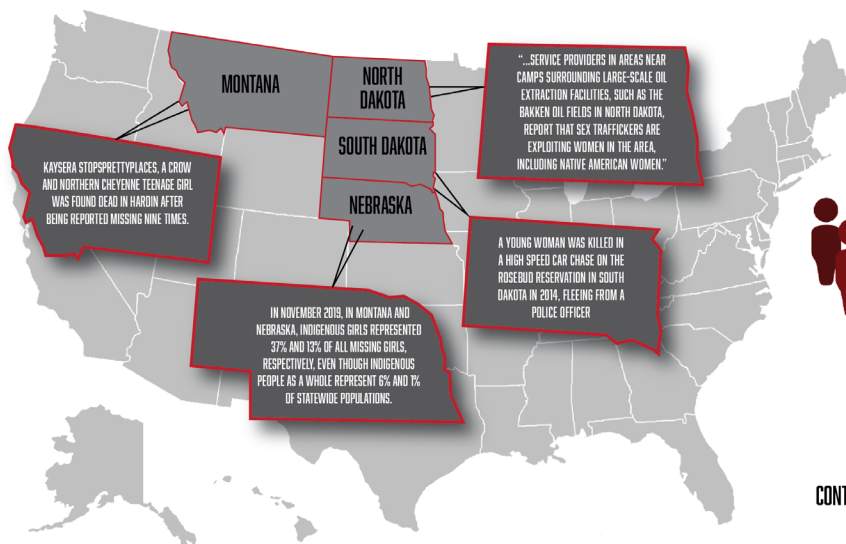 MONTANA
NORTH
DAKOTA
SOUTH DAKOTA
NEBRASKA
"...SERVICE PROVIDERS IN AREAS NEAR
CAMPS SURROUNDING LARGE-SCALE OIL
EXTRACTION FACILITIES, SUCH AS THE
BAKKEN OIL FIELDS IN NORTH DAKOTA,
REPORT THAT SEX TRAFFICKERS ARE
EXPLOITING WOMEN IN THE AREA,
INCLUDING NATIVE AMERICAN WOMEN."
KAYSERA STOPSPRETTYPLACES, A CROW
AND NORTHERN CHEYENNE TEENAGE GIRL
WAS FOUND DEAD IN HARDIN AFTER
BEING REPORTED MISSING NINE TIMES.
A YOUNG WOMAN WAS KILLED IN
A HIGH SPEED CAR CHASE ON THE
ROSEBUD RESERVATION IN SOUTH
DAKOTA IN 2014, FLEEING FROM A
POLICE OFFICER
IN NOVEMBER 2019, IN MONTANA AND
NEBRASKA, INDIGENOUS GIRLS REPRESENTED
37% AND 13% OF ALL MISSING GIRLS,
RESPECTIVELY, EVEN THOUGH INDIGENOUS
PEOPLE AS A WHOLE REPRESENT 6% AND 1%
OF STATEWIDE POPULATIONS.
CONT